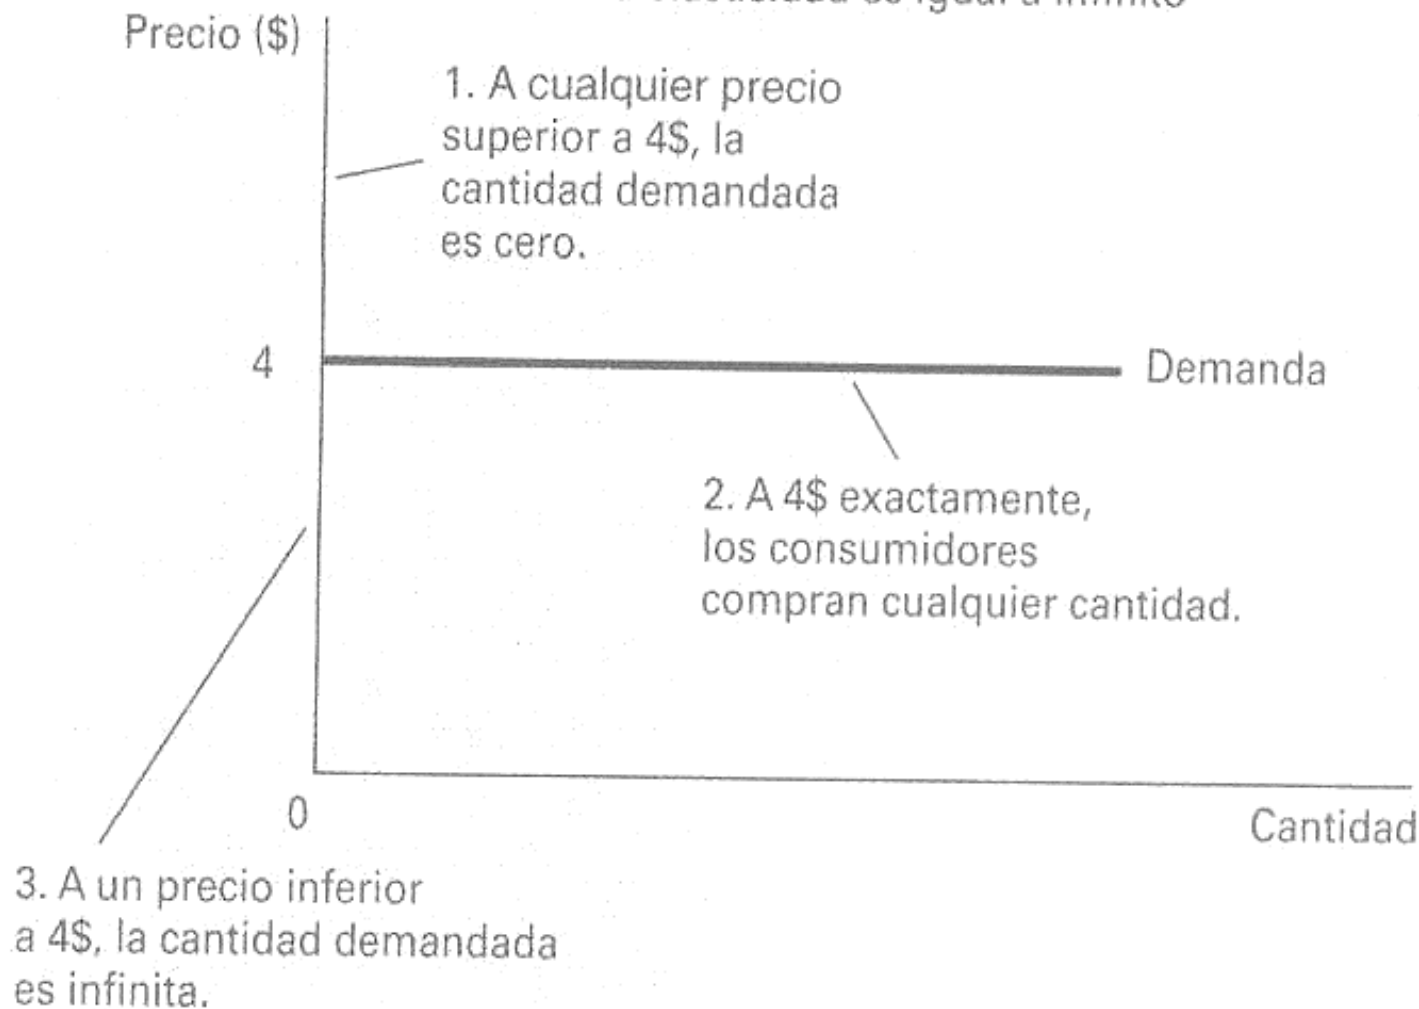 Precio ($)
1. A cualquier precio
superior a 4$, la
cantidad demandada
es cero.
4
Demanda
2. A 4$ exactamente,
los consumidores
compran cualquier cantidad.
0
Cantidad
3. A un precio inferior
a 4$, la cantidad demandada
es infinita.